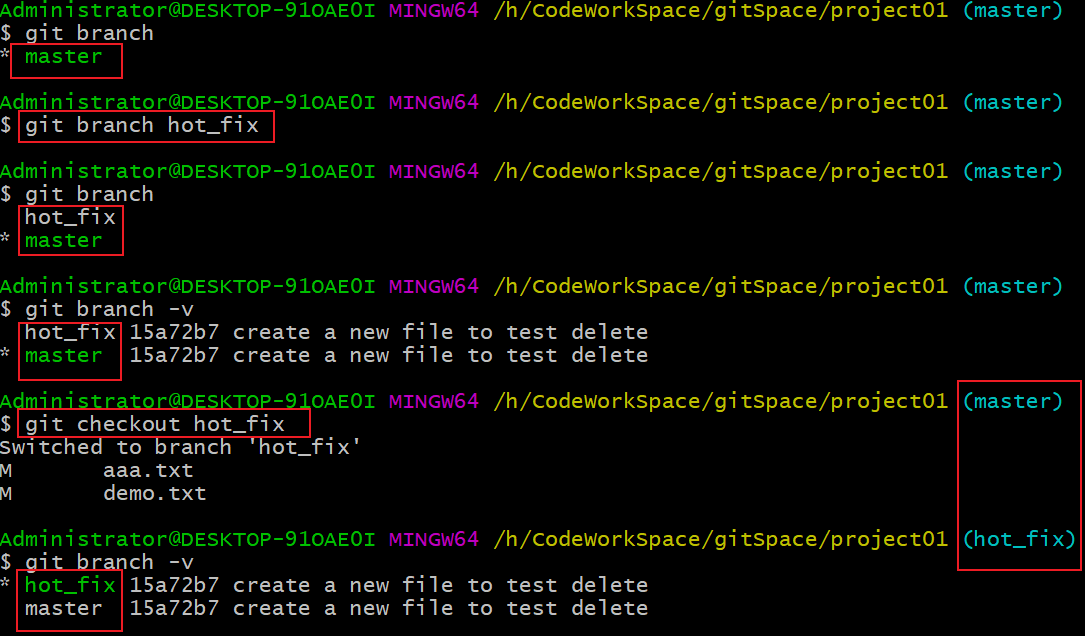 Administrator@DESKTOP-91OAE0I MINGW64 /h/CodeWorkSpace/gitSpace/project01 (master)
$ git branch
* master
Administrator@DESKTOP-91OAE0I MINGW64 /h/CodeWorkSpace/gitSpace/project01 (master)
$ git branch hot_fix
Administrator@DESKTOP-91OAE0I MINGW64 /h/CodeWorkSpace/gitSpace/project01 (master)
$ git branch
hot_fix
* master
Administrator@DESKTOP-91OAE0I MINGW64 /h/CodeWorkSpace/gitSpace/project01 (master)
$ git branch -v
hot_fix 15a72b7 create a new file to test delete
* master  15a72b7 create a new file to test delete
Administrator@DESKTOP-91OAE0I MINGW64 /h/CodeWorkSpace/gitSpace/project01 (master)
$ git checkout hot_fix
Switched to branch 'hot_fix'
M       aaa.txt
M       demo.txt
Administrator@DESKTOP-91OAE0I MINGW64 /h/CodeWorkSpace/gitSpace/project01 (hot_fix)
$ git branch -v
* hot_fix 15a72b7 create a new file to test delete
master  15a72b7 create a new file to test delete